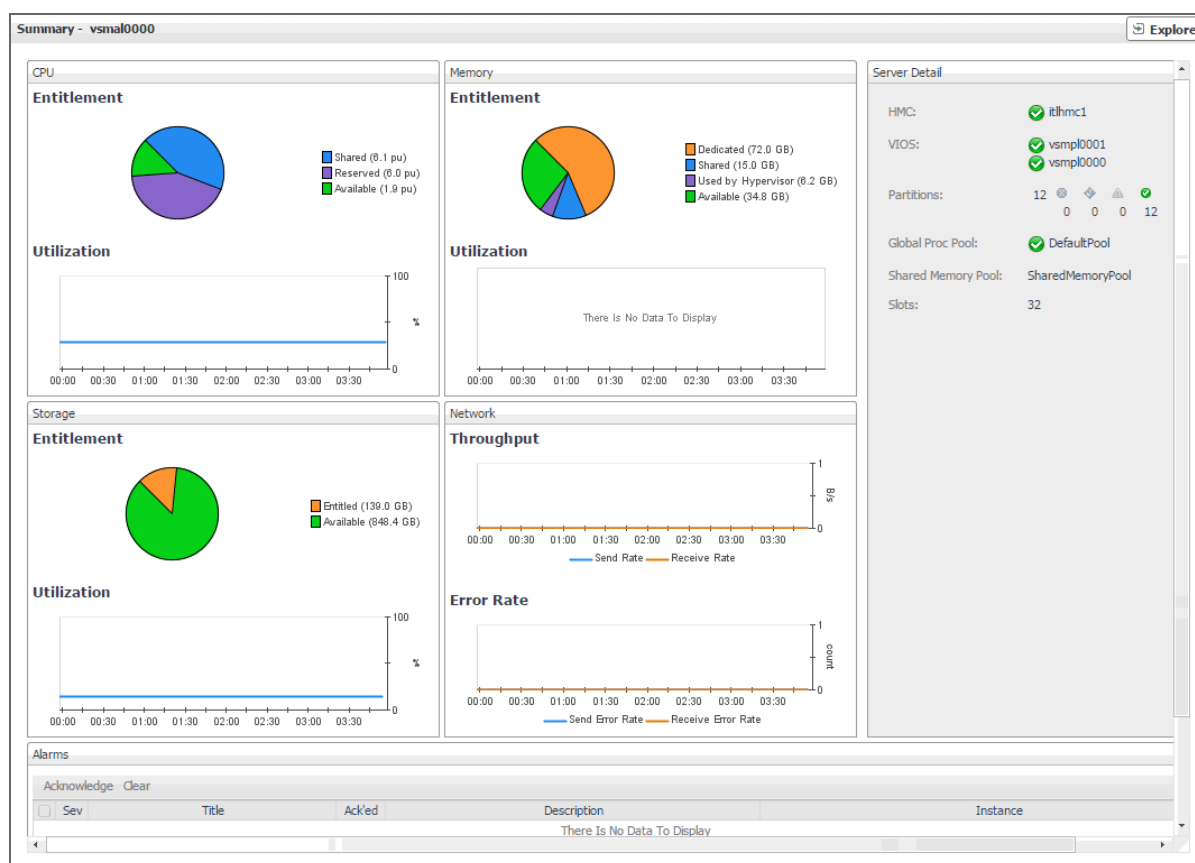 Summary - vsmal0000
Explore
CPU
Entitlement
Shared (6.1 pu)
Reserved (6.0 pu)
Available (1.9 pu)
Utilization
100
%
0
00:00 00:30 01:00 01:30 02:00 02:30 03:00 03:30
Memory
Entitlement
Dedicated (72.0 GB)
Shared (15.0 GB)
Used by Hypervisor (6.2 GB)
Available (34.8 GB)
Utilization
There Is No Data To Display
00:00 00:30 01:00 01:30 02:00 02:30 03:00 03:30
Server Detail
HMC: itlhmc1
VIOS: vsmpl0001
vsmpl0000
Partitions: 12
0 0 0 12
Global Proc Pool: DefaultPool
Shared Memory Pool: SharedMemoryPool
Slots: 32
Storage
Entitlement
Entitled (139.0 GB)
Available (848.4 GB)
Utilization
100
%
0
00:00 00:30 01:00 01:30 02:00 02:30 03:00 03:30
Network
Throughput
1
B/s
0
00:00 00:30 01:00 01:30 02:00 02:30 03:00 03:30
Send Rate Receive Rate
Error Rate
1
count
0
00:00 00:30 01:00 01:30 02:00 02:30 03:00 03:30
Send Error Rate Receive Error Rate
Alarms
Acknowledge Clear
Sev Title Ack'ed Description Instance
There Is No Data To Display